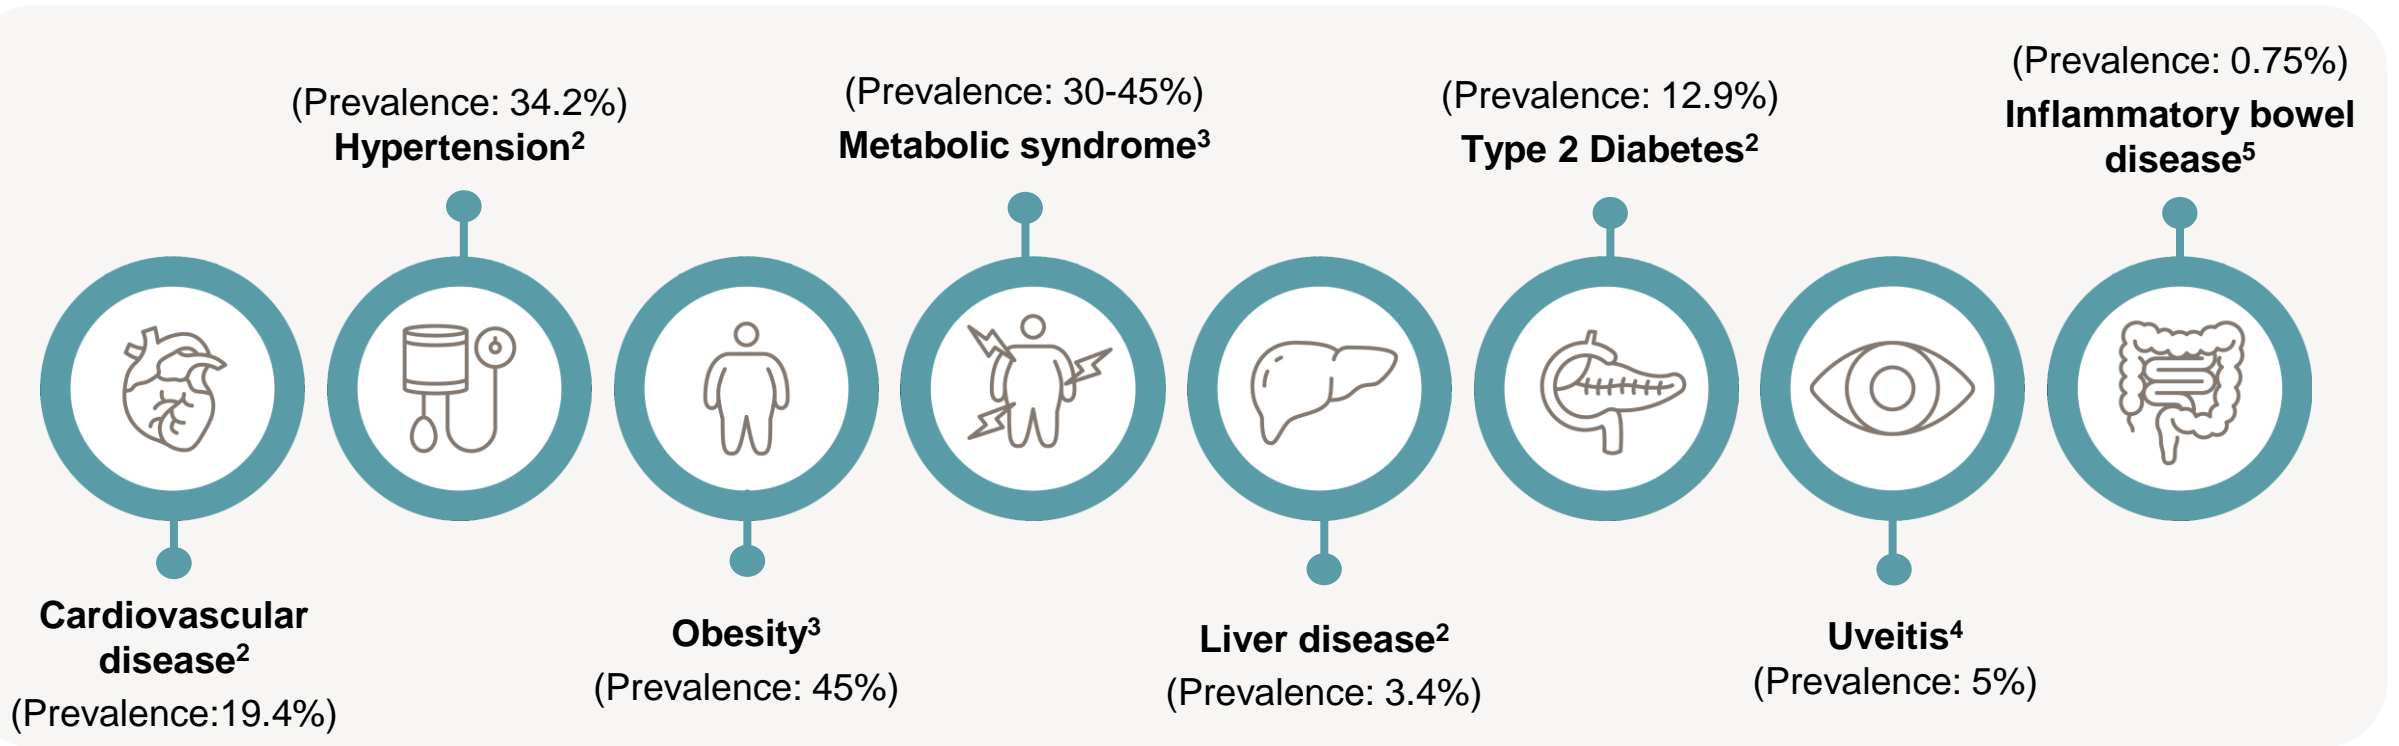 Cardiovascular
disease²
(Prevalence:19.4%)
(Prevalence: 34.2%)
Hypertension²
Obesity³
(Prevalence: 45%)
(Prevalence: 30-45%)
Metabolic syndrome³
Liver disease²
(Prevalence: 3.4%)
(Prevalence: 12.9%)
Type 2 Diabetes²
Uveitis⁴
(Prevalence: 5%)
(Prevalence: 0.75%)
Inflammatory bowel
disease⁵